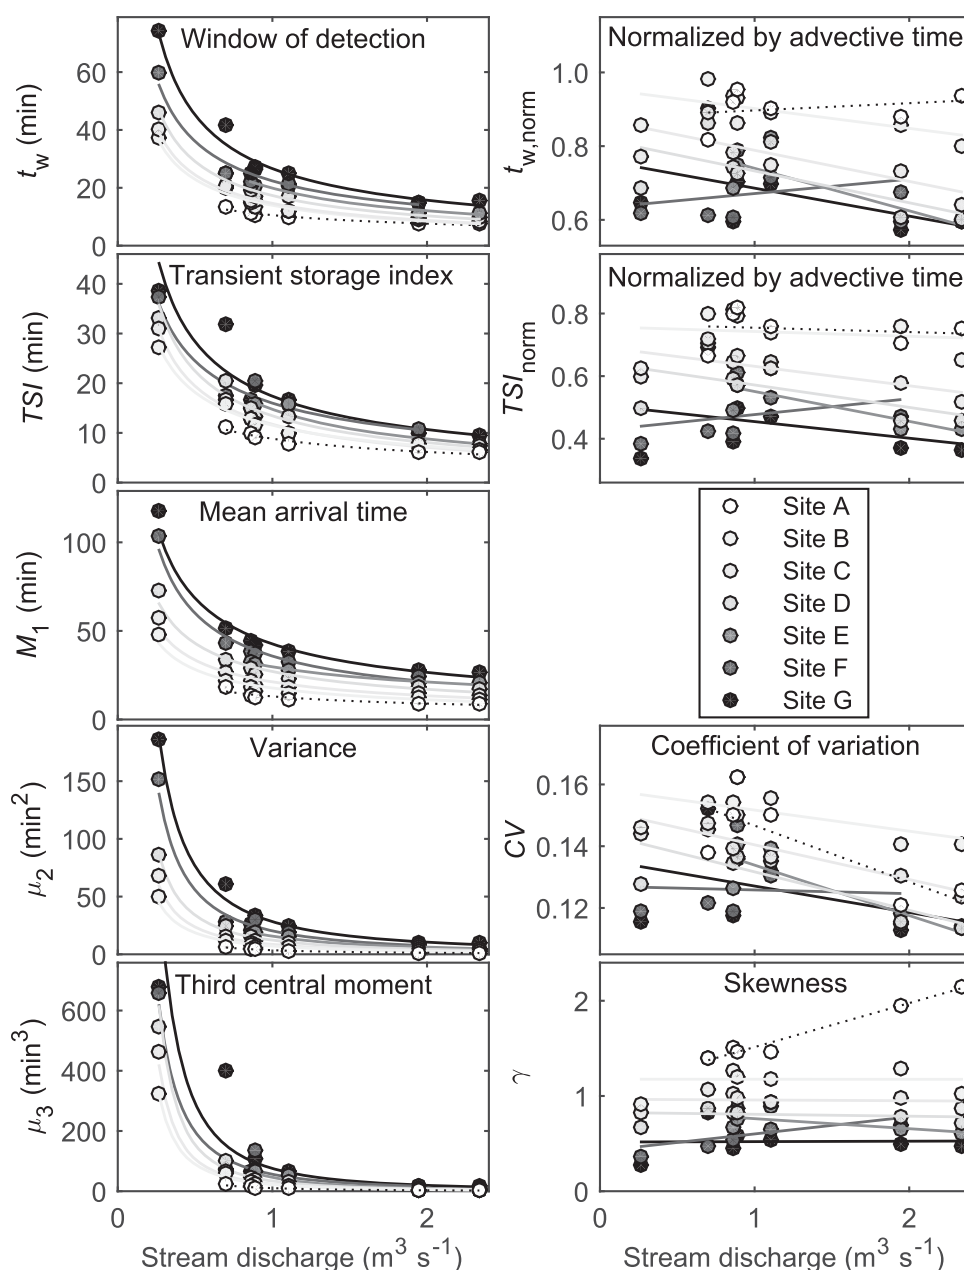 Window of detection
t_w (min)
60
40
20
0
Normalized by advective time
t_w,norm
1.0
0.8
0.6
Transient storage index
TSI (min)
40
30
20
10
0
Normalized by advective time
TSI_norm
0.8
0.6
0.4
Mean arrival time
M_1 (min)
100
50
0
Site A
Site B
Site C
Site D
Site E
Site F
Site G
Variance
μ_2 (min^2)
150
100
50
0
Coefficient of variation
CV
0.16
0.14
0.12
Third central moment
μ_3 (min^3)
600
400
200
0
0 1 2
Stream discharge (m^3 s^-1)
Skewness
γ
2
1
0
0 1 2
Stream discharge (m^3 s^-1)